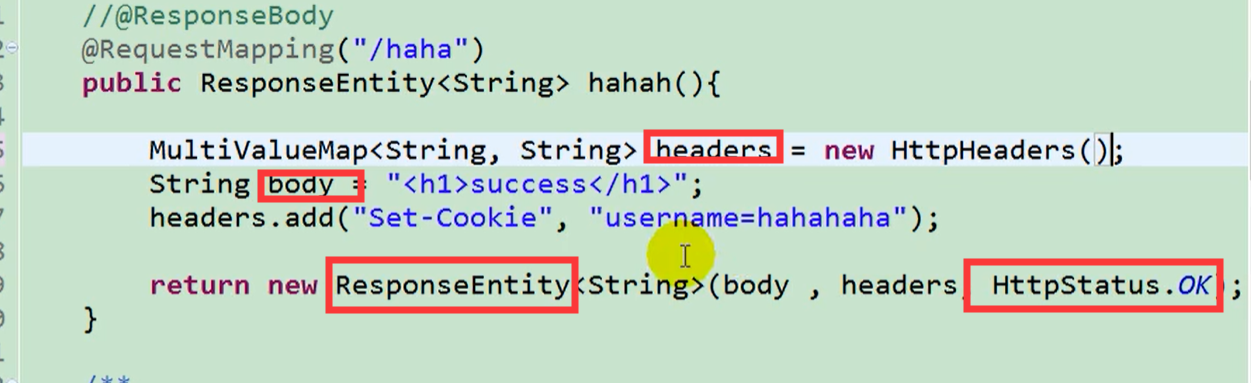 //@ResponseBody
@RequestMapping("/haha")
public ResponseEntity<String> hahah(){
MultiValueMap<String, String> headers = new HttpHeaders();
String body = "<h1>success</h1>";
headers.add("Set-Cookie", "username=hahahaha");
return new ResponseEntity<String>(body , headers, HttpStatus.OK);
}
/**